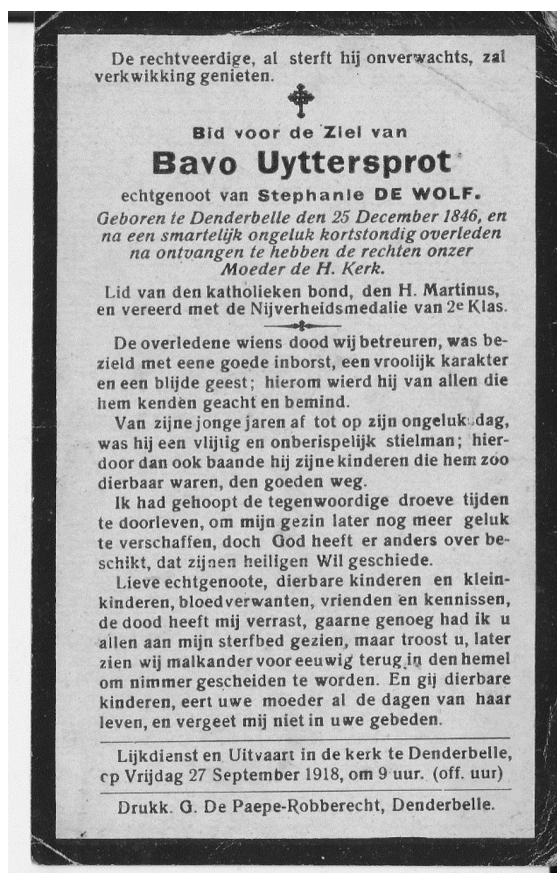 De rechtveerdige, al sterft hij onverwachts, zal
verkwikking genieten.
Bid voor de Ziel van
Bavo Uyttersprot
echtgenoot van Stephanie DE WOLF.
Geboren te Denderbelle den 25 December 1846, en
na een smartelijk ongeluk kortstondig overleden
na ontvangen te hebben de rechten onzer
Moeder de H. Kerk.
Lid van den katholieken bond, den H. Martinus,
en vereerd met de Nijverheidsmedalie van 2e Klas.
De overledene wiens dood wij betreuren, was be-
zield met eene goede inborst, een vroolijk karakter
en een blijde geest; hierom wierd hij van allen die
hem kenden geacht en bemind.
Van zijne jonge jaren af tot op zijn ongeluk dag,
was hij een vlijtig en onberispelijk stielman; hier-
door dan ook baande hij zijne kinderen die hem zoo
dierbaar waren, den goeden weg.
Ik had gehoopt de tegenwoordige droeve tijden
te doorleven, om mijn gezin later nog meer geluk
te verschaffen, doch God heeft er anders over be-
schikt, dat zijnen heiligen Wil geschiede.
Lieve echtgenoote, dierbare kinderen en klein-
kinderen, bloedverwanten, vrienden en kennissen,
de dood heeft mij verrast, gaarne genoeg had ik u
allen aan mijn sterfbed gezien, maar troost u, later
zien wij malkander voor eeuwig terug in den hemel
om nimmer gescheiden te worden. En gij dierbare
kinderen, eert uwe moeder al de dagen van haar
leven, en vergeet mij niet in uwe gebeden.
Lijkdienst en Uitvaart in de kerk te Denderbelle,
op Vrijdag 27 September 1918, om 9 uur. (off. uur)
Drukk. G. De Paepe-Robberecht, Denderbelle.